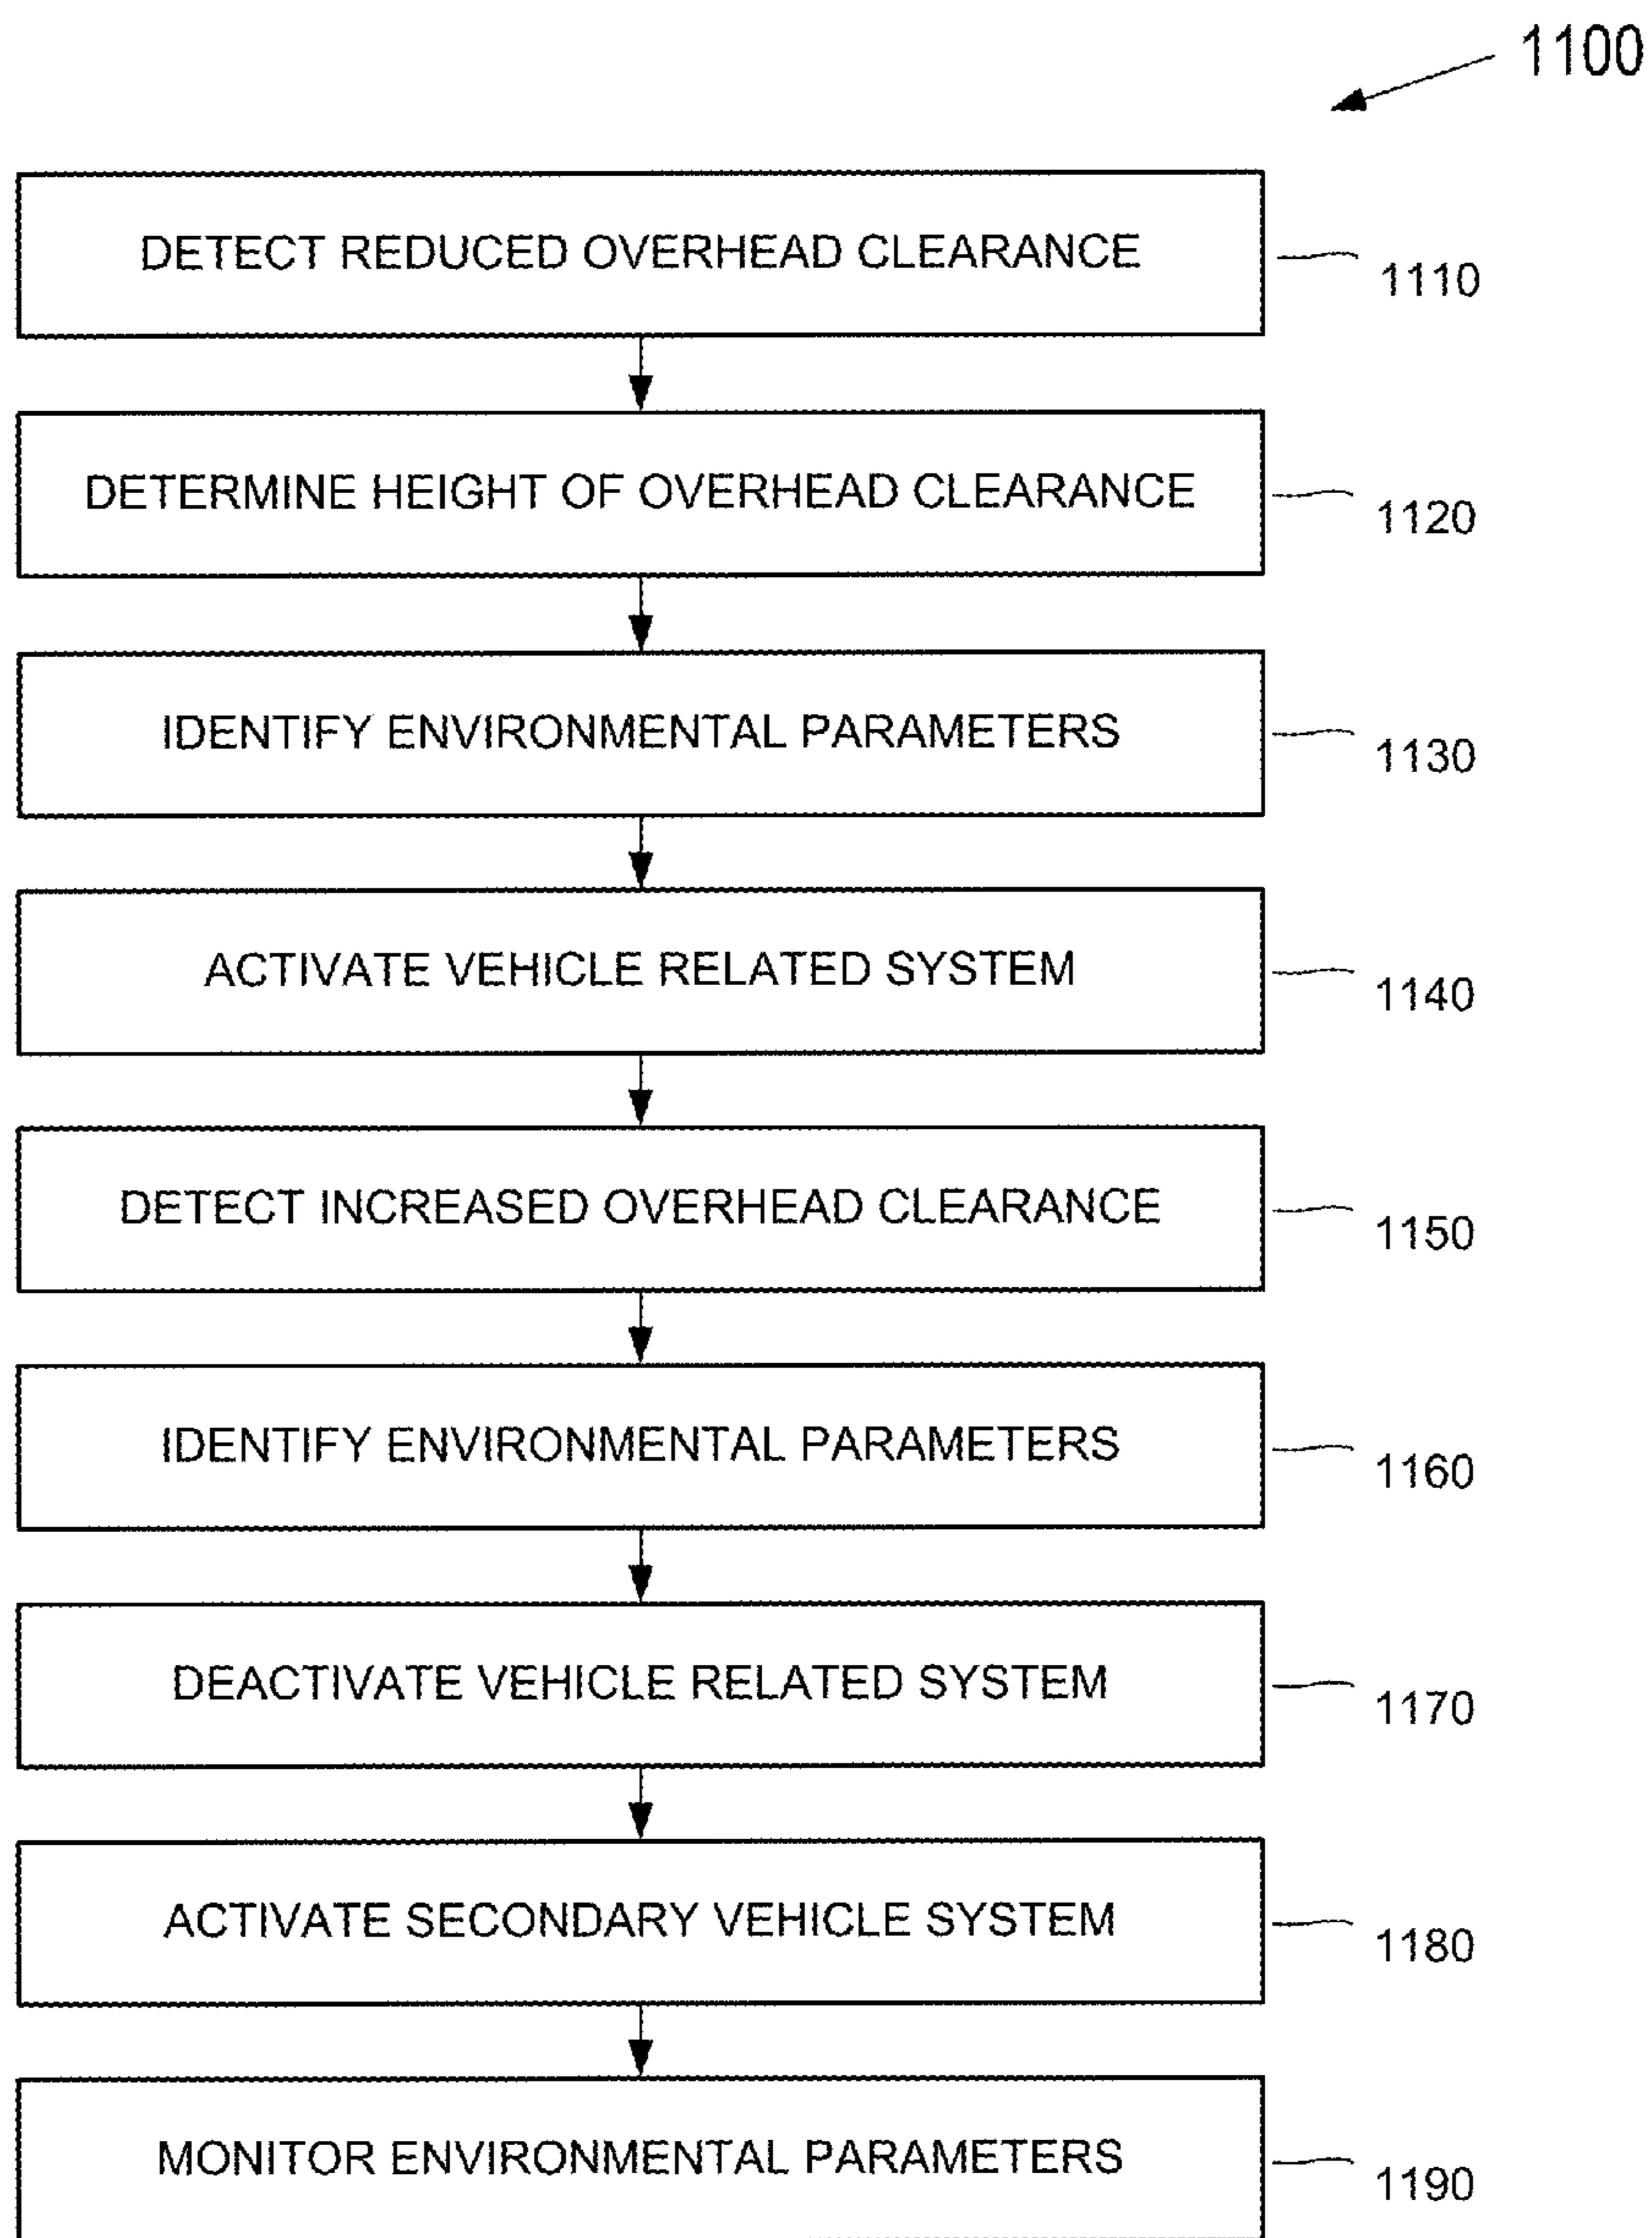 1100
DETECT REDUCED OVERHEAD CLEARANCE
1110
DETERMINE HEIGHT OF OVERHEAD CLEARANCE
1120
IDENTIFY ENVIRONMENTAL PARAMETERS
1130
ACTIVATE VEHICLE RELATED SYSTEM
1140
DETECT INCREASED OVERHEAD CLEARANCE
1150
IDENTIFY ENVIRONMENTAL PARAMETERS
1160
DEACTIVATE VEHICLE RELATED SYSTEM
1170
ACTIVATE SECONDARY VEHICLE SYSTEM
1180
MONITOR ENVIRONMENTAL PARAMETERS
1190